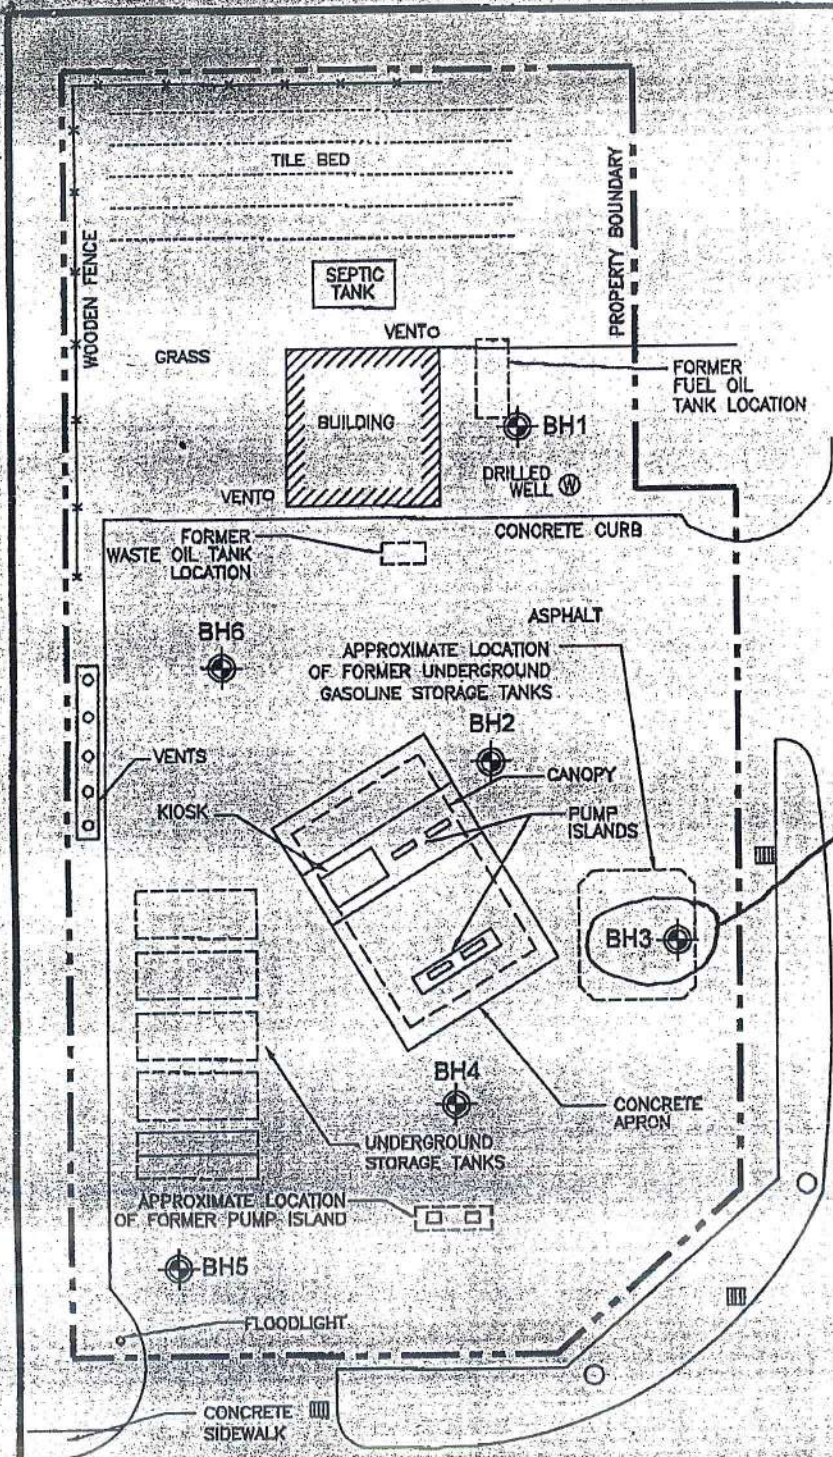 TILE BED
PROPERTY BOUNDARY
WOODEN FENCE
SEPTIC
TANK
VENT
GRASS
FORMER
FUEL OIL
TANK LOCATION
BUILDING
BH1
DRILLED
WELL W
VENT
CONCRETE CURB
FORMER
WASTE OIL TANK
LOCATION
ASPHALT
BH6
APPROXIMATE LOCATION
OF FORMER UNDERGROUND
GASOLINE STORAGE TANKS
BH2
VENTS
CANOPY
KIOSK
PUMP
ISLANDS
BH3
BH4
CONCRETE
APRON
UNDERGROUND
STORAGE TANKS
APPROXIMATE LOCATION
OF FORMER PUMP ISLAND
BH5
FLOODLIGHT
CONCRETE
SIDEWALK